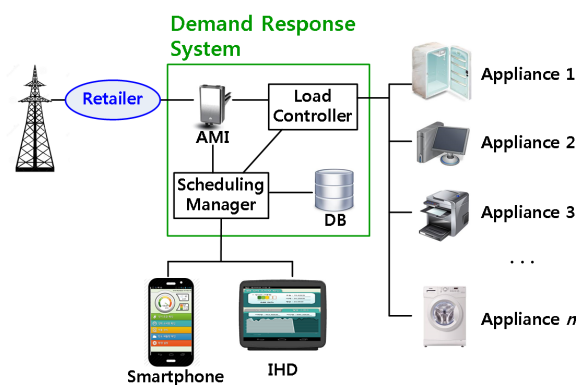 Demand Response
System
Retailer
AMI
Load
Controller
Scheduling
Manager
DB
Appliance 1
Appliance 2
Appliance 3
...
Appliance n
Smartphone
IHD